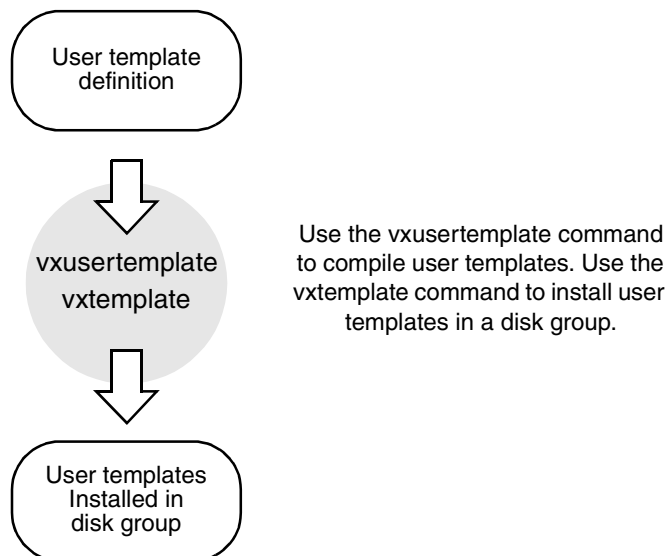 User template
definition
vxusertemplate
vxtemplate
Use the vxusertemplate command
to compile user templates. Use the
vxtemplate command to install user
templates in a disk group.
User templates
Installed in
disk group